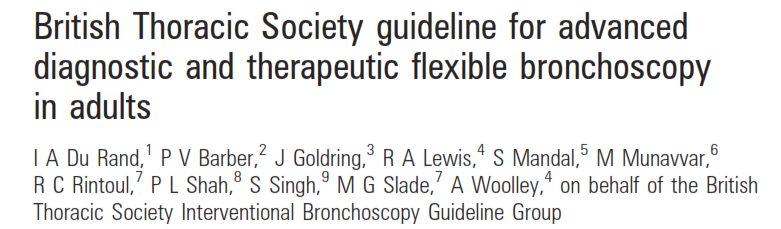 British Thoracic Society guideline for advanced
diagnostic and therapeutic flexible bronchoscopy
in adults
I A Du Rand,1 P V Barber,2 J Goldring,3 R A Lewis,4 S Mandal,5 M Munavvar,6
R C Rintoul,7 P L Shah,8 S Singh,9 M G Slade,7 A Woolley,4 on behalf of the British
Thoracic Society Interventional Bronchoscopy Guideline Group